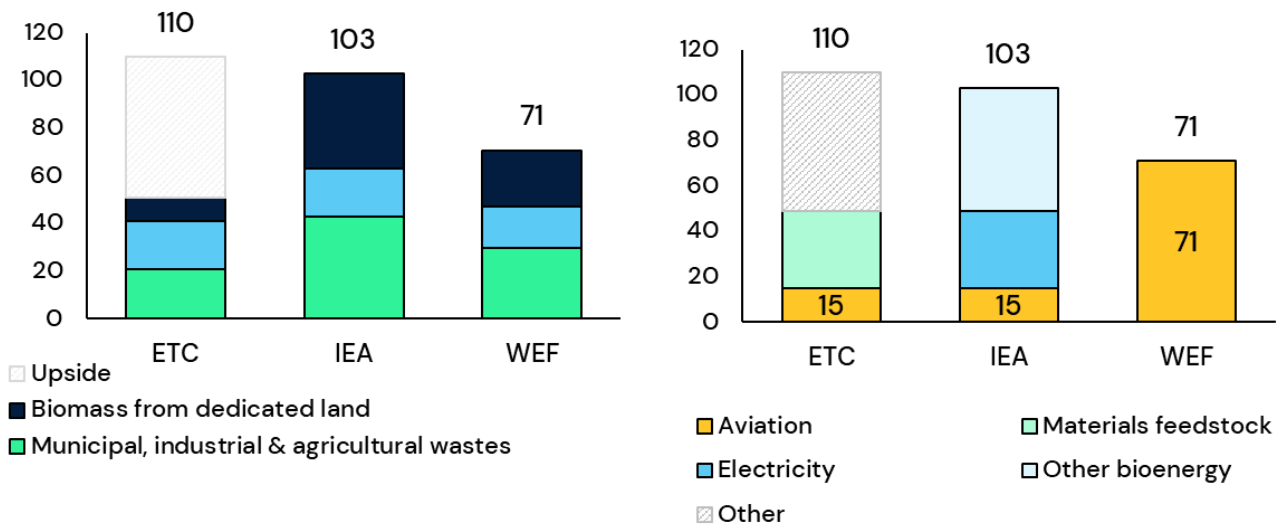 110
120
103
100
80
71
60
40
20
0
ETC IEA WEF
Upside
Biomass from dedicated land
Municipal, industrial & agricultural wastes
110
120
103
100
80
71
60
40
71
20
15 15
0
ETC IEA WEF
Aviation Materials feedstock
Electricity Other bioenergy
Other